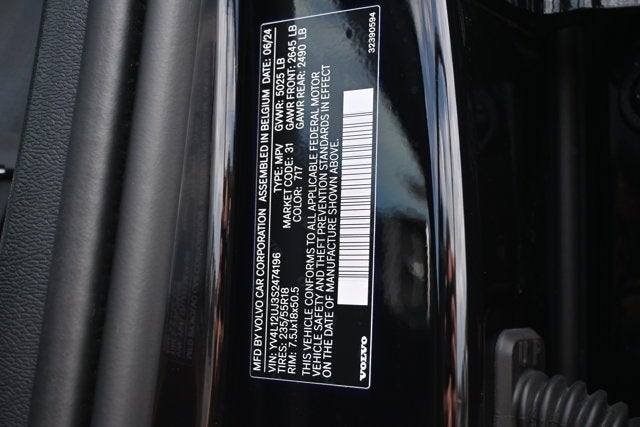 MFD BY VOLVO CAR CORPORATION ASSEMBLED IN BELGIUM DATE: 06/24
VIN: YV4L12UJ3S2474196 TYPE: MPV GVWR: 5025 LB
TIRES: 235/55R18 MARKET CODE: 31 GAWR FRONT: 2645 LB
RIM: 7.5Jx18x50.5 COLOR: 717 GAWR REAR: 2490 LB
THIS VEHICLE CONFORMS TO ALL APPLICABLE FEDERAL MOTOR
VEHICLE SAFETY AND THEFT PREVENTION STANDARDS IN EFFECT
ON THE DATE OF MANUFACTURE SHOWN ABOVE.
VOLVO
32390594